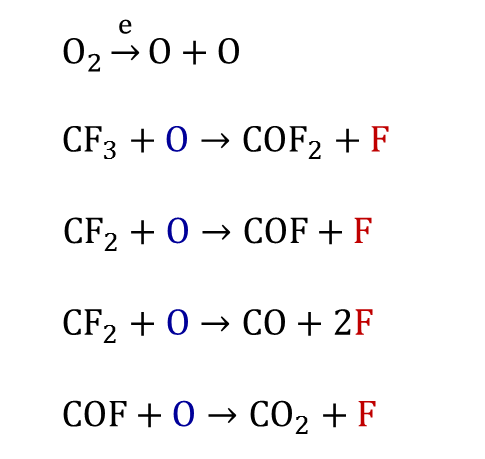 O₂ →ᵉ O + O
CF₃ + O → COF₂ + F
CF₂ + O → COF + F
CF₂ + O → CO + 2F
COF + O → CO₂ + F